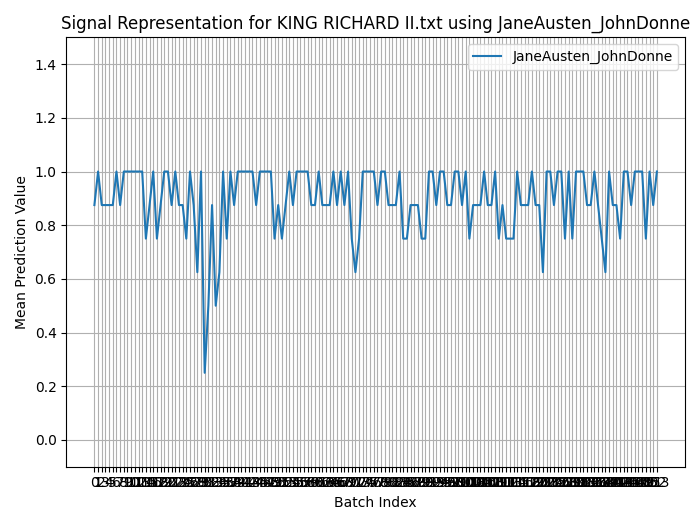 Signal Representation for KING RICHARD II.txt using JaneAusten_JohnDonne
JaneAusten_JohnDonne
Mean Prediction Value
1.4
1.2
1.0
0.8
0.6
0.4
0.2
0.0
Batch Index